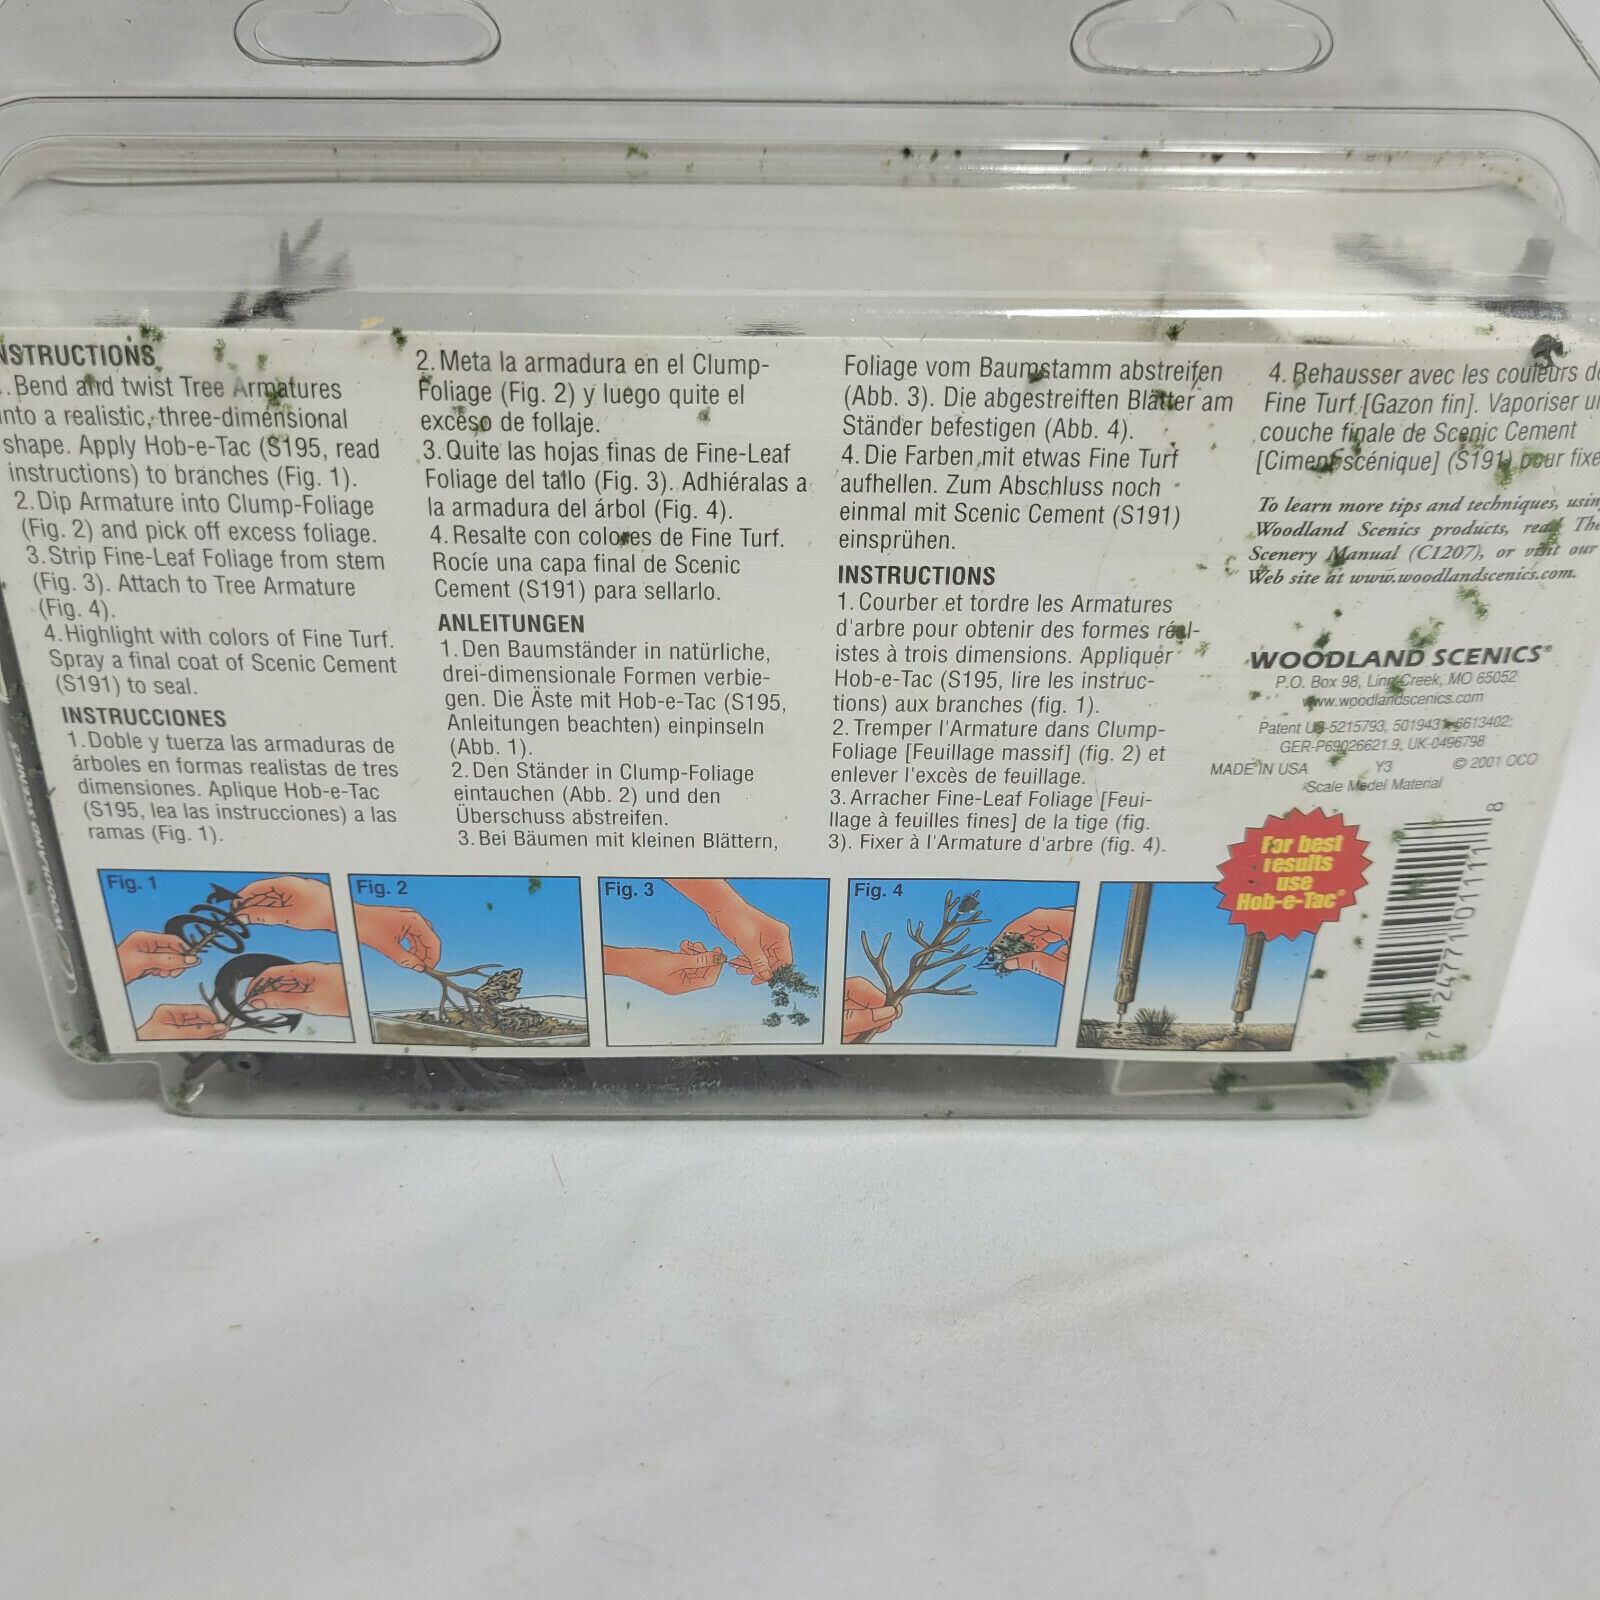 INSTRUCTIONS
1. Bend and twist Tree Armatures
into a realistic, three-dimensional
shape. Apply Hob-e-Tac (S195, read
instructions) to branches (Fig. 1).
2. Dip Armature into Clump-Foliage
(Fig. 2) and pick off excess foliage.
3. Strip Fine-Leaf Foliage from stem
(Fig. 3). Attach to Tree Armature
(Fig. 4).
4. Highlight with colors of Fine Turf.
Spray a final coat of Scenic Cement
(S191) to seal.
INSTRUCCIONES
1. Doble y tuerza las armaduras de
árboles en formas realistas de tres
dimensiones. Aplique Hob-e-Tac
(S195, lea las instrucciones) a las
ramas (Fig. 1).
2. Meta la armadura en el Clump-
Foliage (Fig. 2) y luego quite el
exceso de follaje.
3. Quite las hojas finas de Fine-Leaf
Foliage del tallo (Fig. 3). Adhiéralas a
la armadura del árbol (Fig. 4).
4. Resalte con colores de Fine Turf.
Rocíe una capa final de Scenic
Cement (S191) para sellarlo.
ANLEITUNGEN
1. Den Baumständer in natürliche,
drei-dimensionale Formen verbie-
gen. Die Äste mit Hob-e-Tac (S195,
Anleitungen beachten) einpinseln
(Abb. 1).
2. Den Ständer in Clump-Foliage
eintauchen (Abb. 2) und den
Überschuss abstreifen.
3. Bei Bäumen mit kleinen Blättern,
Foliage vom Baumstamm abstreifen
(Abb. 3). Die abgestreiften Blätter am
Ständer befestigen (Abb. 4).
4. Die Farben mit etwas Fine Turf
aufhellen. Zum Abschluss noch
einmal mit Scenic Cement (S191)
einsprühen.
INSTRUCTIONS
1. Courber et tordre les Armatures
d'arbre pour obtenir des formes réal-
istes à trois dimensions. Appliquer
Hob-e-Tac (S195, lire les instruc-
tions) aux branches (fig. 1).
2. Tremper l'Armature dans Clump-
Foliage [Feuillage massif] (fig. 2) et
enlever l'excès de feuillage.
3. Arracher Fine-Leaf Foliage [Feui-
llage à feuilles fines] de la tige (fig.
3). Fixer à l'Armature d'arbre (fig. 4).
4. Rehausser avec les couleurs de
Fine Turf [Gazon fin]. Vaporiser
couche finale de Scenic Cement
[Ciment scénique] (S191) pour
To learn more tips and techniques, using
Woodland Scenics products, read The
Scenery Manual (C1207), or visit our
Web site at www.woodlandscenics.com.
WOODLAND SCENICS®
P.O. Box 98, Linn Creek, MO 65052
www.woodlandscenics.com
Patent US-5215793, 5019431, 6613402;
GER-P69026621.9, UK-0496798
MADE IN USA Y3 © 2001 OCO
Scale Model Material
For best
results
use
Hob-e-Tac®
Fig. 1
Fig. 2
Fig. 3
Fig. 4
7 24771 01111 8
WOODLAND SCENICS